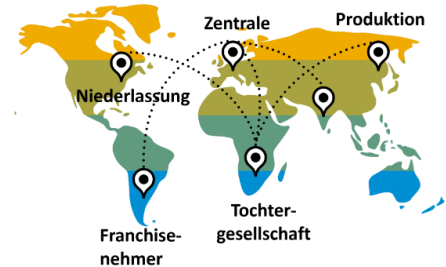 Zentrale
Produktion
Niederlassung
Tochter-
gesellschaft
Franchise-
nehmer